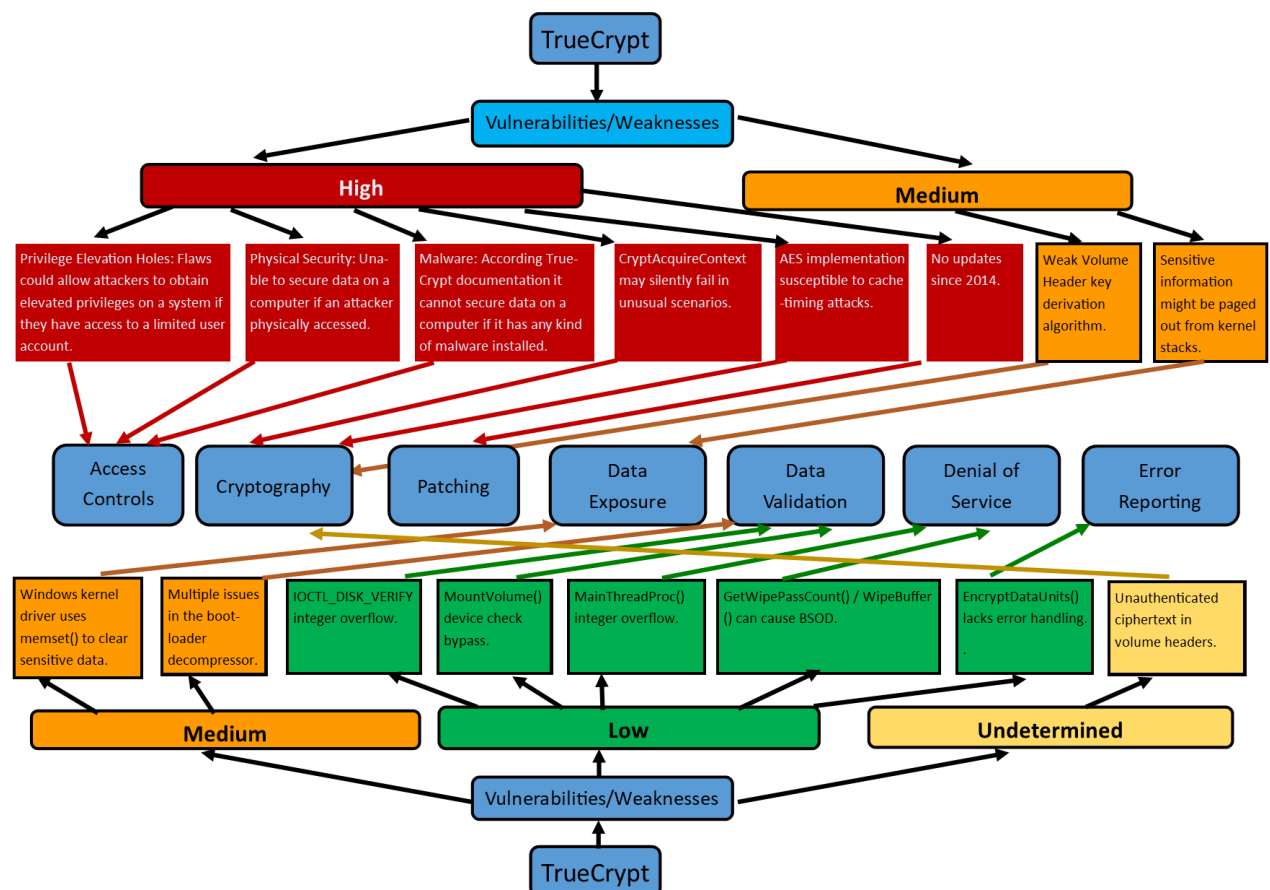 TrueCrypt
Vulnerabilities/Weaknesses
High
Medium
Privilege Elevation Holes: Flaws
could allow attackers to obtain
elevated privileges on a system if
they have access to a limited user
account.
Physical Security: Una-
ble to secure data on a
computer if an attacker
physically accessed.
Malware: According True-
Crypt documentation it
cannot secure data on a
computer if it has any kind
of malware installed.
CryptAcquireContext
may silently fail in
unusual scenarios.
AES implementation
susceptible to cache
-timing attacks.
No updates
since 2014.
Weak Volume
Header key
derivation
algorithm.
Sensitive
information
might be paged
out from kernel
stacks.
Access
Controls
Cryptography
Patching
Data
Exposure
Data
Validation
Denial of
Service
Error
Reporting
Windows kernel
driver uses
memset() to clear
sensitive data.
Multiple issues
in the boot-
loader
decompressor.
IOCTL_DISK_VERIFY
integer overflow.
MountVolume()
device check
bypass.
MainThreadProc()
integer overflow.
GetWipePassCount() / WipeBuffer
() can cause BSOD.
EncryptDataUnits()
lacks error handling.
.
Unauthenticated
ciphertext in
volume headers.
Medium
Low
Undetermined
Vulnerabilities/Weaknesses
TrueCrypt